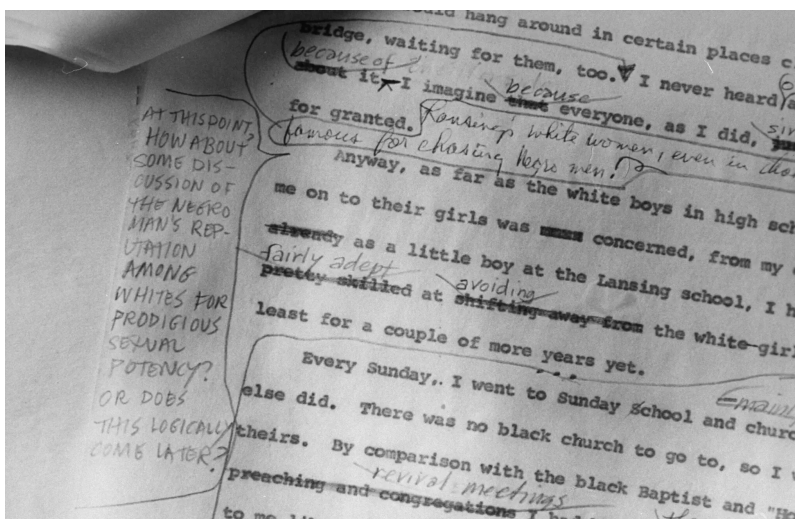 hang around in certain places
bridge, waiting for them, too. I never heard
because of
about it, I imagine that everyone, as I did,
because
for granted. Lansing's white women, even in
famous for chasing Negro men.
Anyway, as far as the white boys in high
me on to their girls was concerned, from my
already as a little boy at the Lansing school, I
fairly adept avoiding
pretty skilled at shifting away from the white-girl
least for a couple of more years yet.
Every Sunday, I went to Sunday School and church
else did. There was no black church to go to, so I
theirs. By comparison with the black Baptist and
revival meetings
preaching and congregations I
to me
AT THIS POINT,
HOW ABOUT
SOME DIS-
CUSSION OF
THE NEGRO
MAN'S REP-
UTATION
AMONG
WHITES FOR
PRODIGIOUS
SEXUAL
POTENCY?
OR DOES
THIS LOGICALLY
COME LATER?